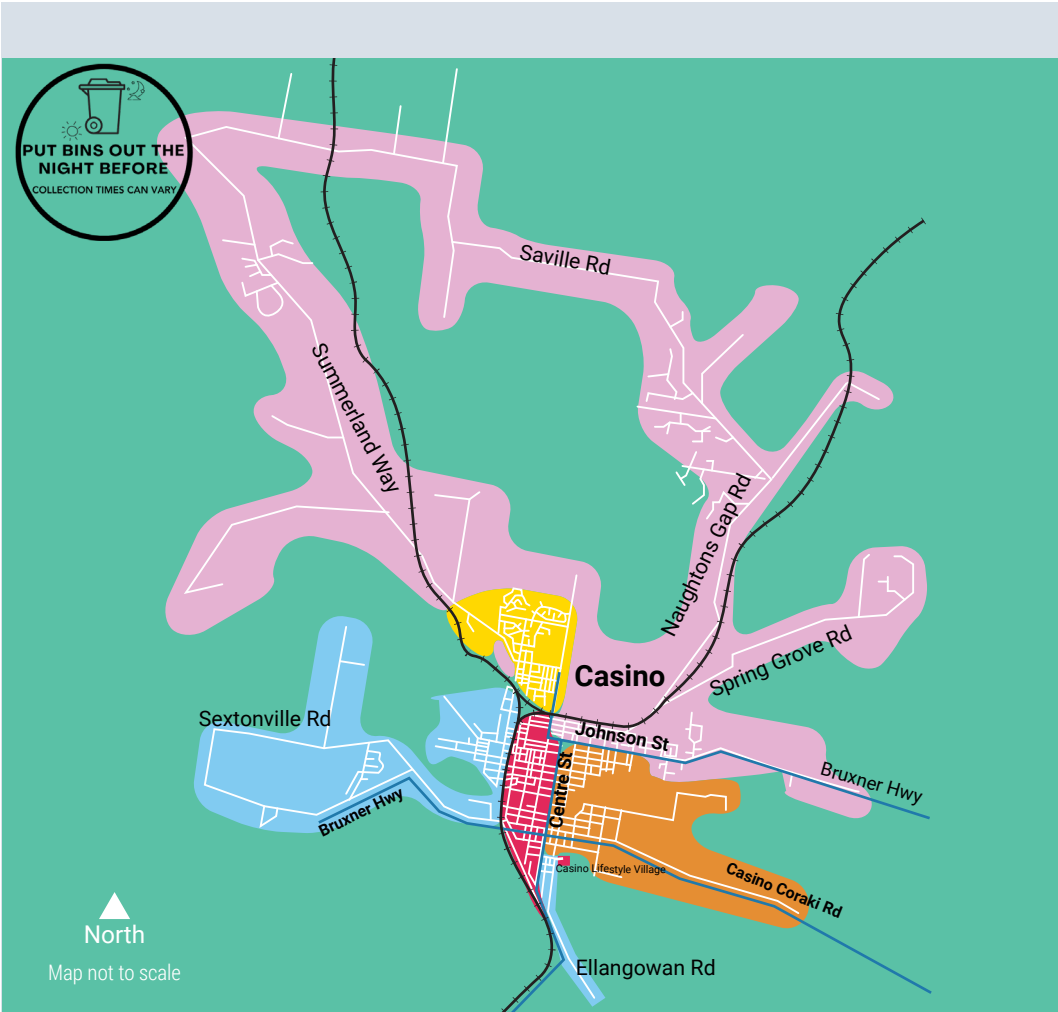 PUT BINS OUT THE
NIGHT BEFORE
COLLECTION TIMES CAN VARY
Saville Rd
Summerland Way
Naughtons Gap Rd
Spring Grove Rd
Casino
Sextonville Rd
Johnson St
Centre St
Bruxner Hwy
Bruxner Hwy
Casino Lifestyle Village
Casino Coraki Rd
North
Map not to scale
Ellangowan Rd